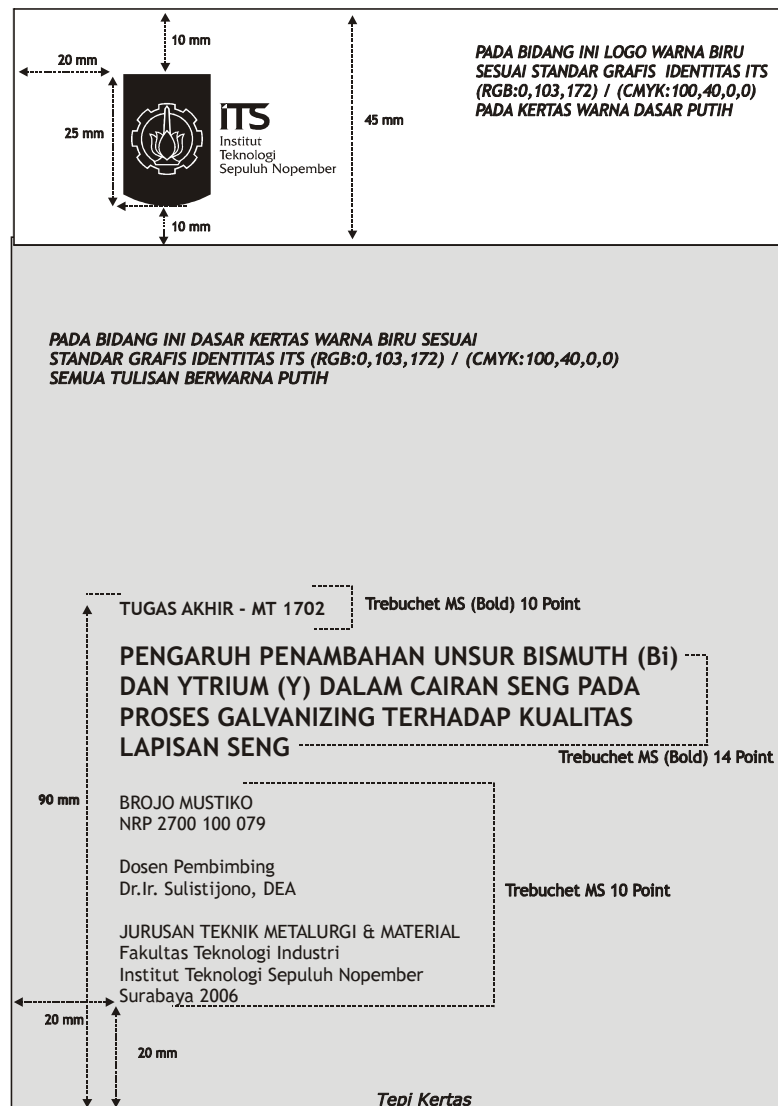 10 mm
20 mm
25 mm
10 mm
45 mm
iTS
Institut
Teknologi
Sepuluh Nopember
PADA BIDANG INI LOGO WARNA BIRU
SESUAI STANDAR GRAFIS IDENTITAS ITS
(RGB:0,103,172) / (CMYK:100,40,0,0)
PADA KERTAS WARNA DASAR PUTIH
PADA BIDANG INI DASAR KERTAS WARNA BIRU SESUAI
STANDAR GRAFIS IDENTITAS ITS (RGB:0,103,172) / (CMYK:100,40,0,0)
SEMUA TULISAN BERWARNA PUTIH
TUGAS AKHIR - MT 1702
Trebuchet MS (Bold) 10 Point
PENGARUH PENAMBAHAN UNSUR BISMUTH (Bi)
DAN YTRIUM (Y) DALAM CAIRAN SENG PADA
PROSES GALVANIZING TERHADAP KUALITAS
LAPISAN SENG
Trebuchet MS (Bold) 14 Point
90 mm
BROJO MUSTIKO
NRP 2700 100 079
Dosen Pembimbing
Dr.Ir. Sulistijono, DEA
Trebuchet MS 10 Point
JURUSAN TEKNIK METALURGI & MATERIAL
Fakultas Teknologi Industri
Institut Teknologi Sepuluh Nopember
Surabaya 2006
20 mm
20 mm
Tepi Kertas